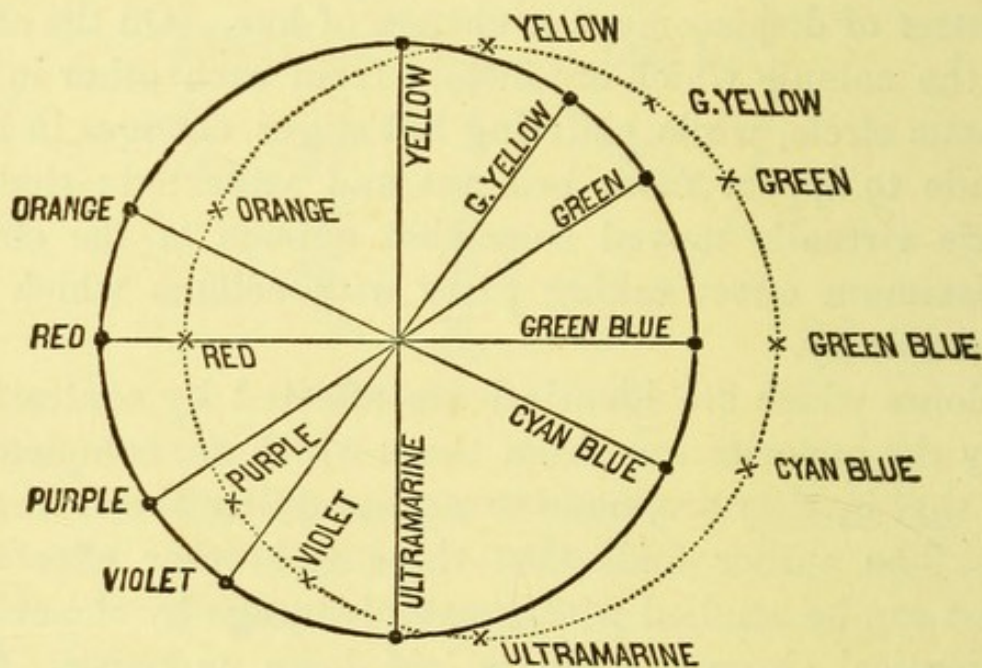 YELLOW
YELLOW
G. YELLOW
G. YELLOW
GREEN
GREEN
ORANGE
ORANGE
RED
RED
GREEN BLUE
GREEN BLUE
CYAN BLUE
CYAN BLUE
PURPLE
PURPLE
VIOLET
VIOLET
ULTRAMARINE
ULTRAMARINE